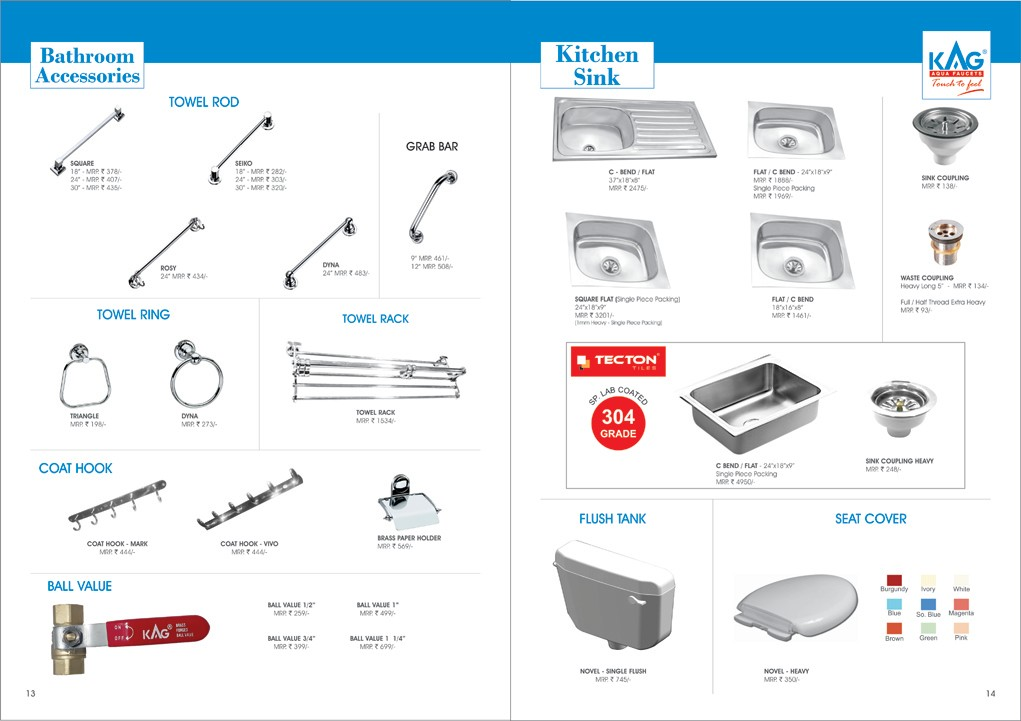 Bathroom
Accessories
TOWEL ROD
SQUARE
18" - MRP. ₹ 378/-
24" - MRP. ₹ 407/-
30" - MRP. ₹ 435/-
SEIKO
18" - MRP. ₹ 282/-
24" - MRP. ₹ 303/-
30" - MRP. ₹ 320/-
ROSY
24" MRP. ₹ 434/-
DYNA
24" MRP. ₹ 483/-
GRAB BAR
9" MRP. 461/-
12" MRP. 508/-
TOWEL RING
TRIANGLE
MRP. ₹ 198/-
DYNA
MRP. ₹ 273/-
TOWEL RACK
TOWEL RACK
MRP. ₹ 1534/-
COAT HOOK
COAT HOOK - MARK
MRP. ₹ 444/-
COAT HOOK - VIVO
MRP. ₹ 444/-
BRASS PAPER HOLDER
MRP. ₹ 569/-
BALL VALUE
ON
OFF
KAG®
BALL VALUE 1/2"
MRP. ₹ 259/-
BALL VALUE 1"
MRP. ₹ 499/-
BALL VALUE 3/4"
MRP. ₹ 399/-
BALL VALUE 1 1/4"
MRP. ₹ 699/-
13
Kitchen
Sink
KAG®
AQUA FAUCETS
Touch to feel
C - BEND / FLAT
37"x18"x8"
MRP. ₹ 2475/-
FLAT / C BEND - 24"x18"x9"
MRP. ₹ 1888/-
Single Piece Packing
MRP. ₹ 1969/-
SINK COUPLING
MRP. ₹ 138/-
SQUARE FLAT (Single Piece Packing)
24"x18"x9"
MRP. ₹ 3201/-
(1mm Heavy - Single Piece Packing)
FLAT / C BEND
18"x16"x8"
MRP. ₹ 1461/-
WASTE COUPLING
Heavy Long 5" - MRP. ₹ 134/-
Full / Half Thread Extra Heavy
MRP. ₹ 93/-
TECTON®
TILES
SP. LAB COATED
304
GRADE
C BEND / FLAT - 24"x18"x9"
Single Piece Packing
MRP. ₹ 4950/-
SINK COUPLING HEAVY
MRP. ₹ 248/-
FLUSH TANK
NOVEL - SINGLE FLUSH
MRP. ₹ 745/-
SEAT COVER
NOVEL - HEAVY
MRP. ₹ 350/-
Burgundy Ivory White
Blue So. Blue Magenta
Brown Green Pink
14